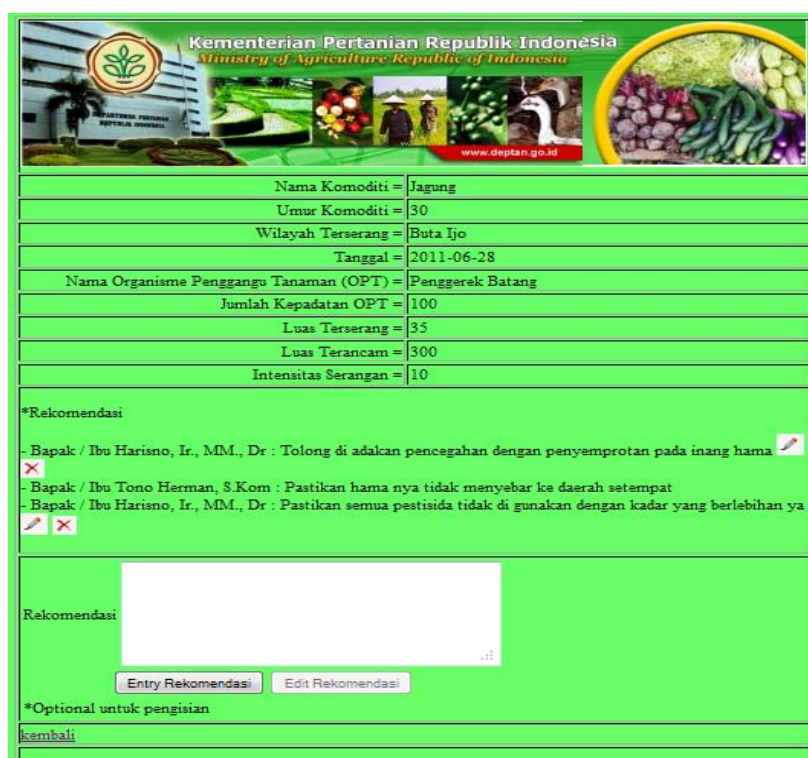 Kementerian Pertanian Republik Indonesia
Ministry of Agriculture Republic of Indonesia
DEPARTEMEN PERTANIAN
REPUBLIK INDONESIA
www.deptan.go.id
Nama Komoditi = Jagung
Umur Komoditi = 30
Wilayah Terserang = Buta Ijo
Tanggal = 2011-06-28
Nama Organisme Penggangu Tanaman (OPT) = Penggerek Batang
Jumlah Kepadatan OPT = 100
Luas Terserang = 35
Luas Terancam = 300
Intensitas Serangan = 10
*Rekomendasi
- Bapak / Ibu Harisno, Ir., MM., Dr : Tolong di adakan pencegahan dengan penyemprotan pada inang hama
- Bapak / Ibu Tono Herman, S.Kom : Pastikan hama nya tidak menyebar ke daerah setempat
- Bapak / Ibu Harisno, Ir., MM., Dr : Pastikan semua pestisida tidak di gunakan dengan kadar yang berlebihan ya
Rekomendasi
Entry Rekomendasi Edit Rekomendasi
*Optional untuk pengisian
kembali